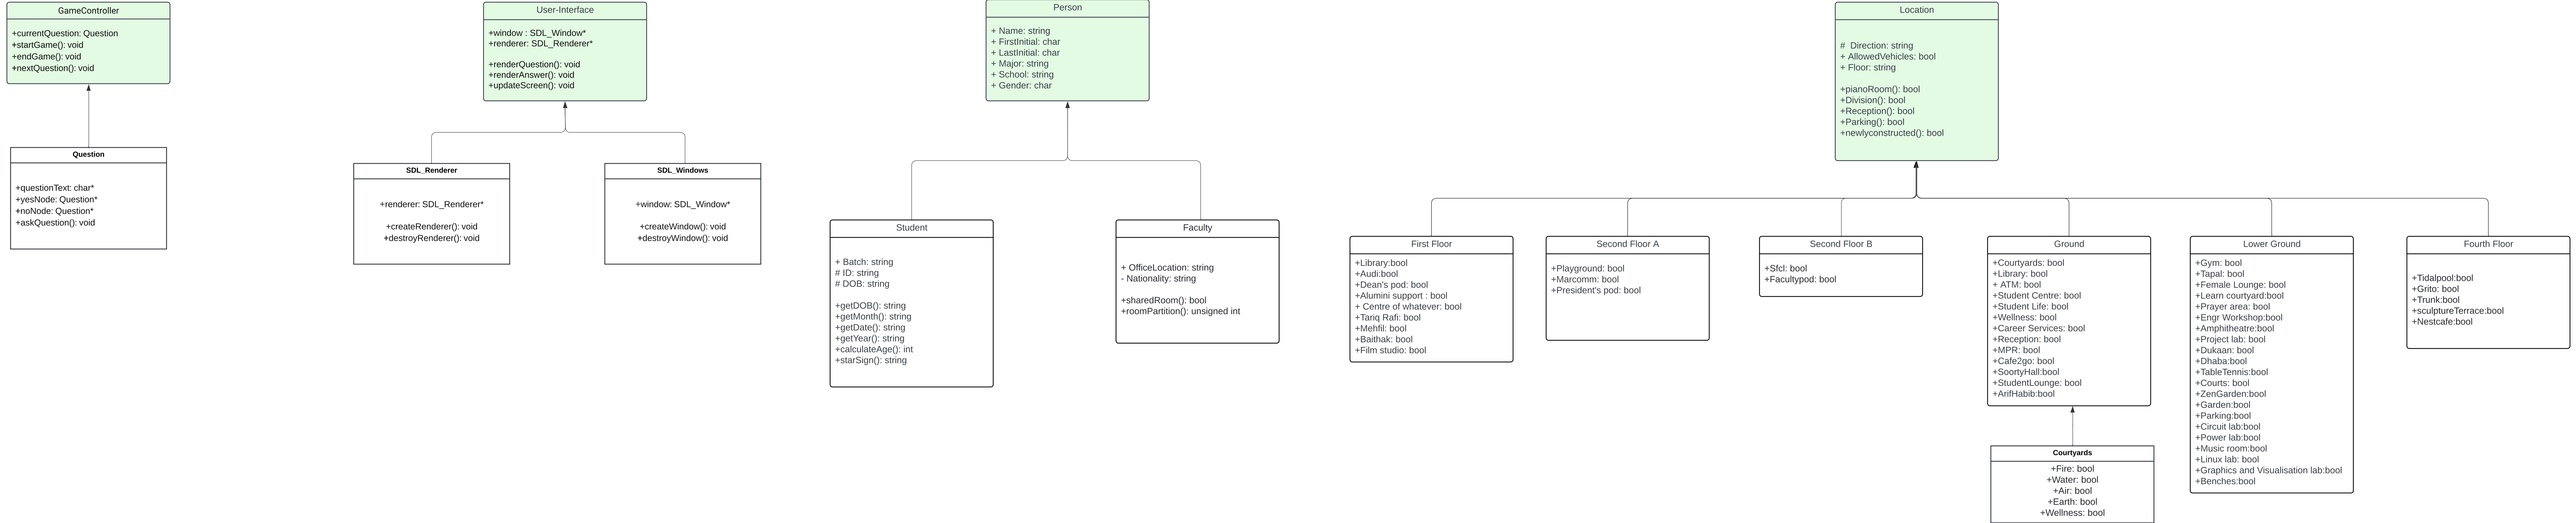 GameController
+currentQuestion: Question
+startGame(): void
+endGame(): void
+nextQuestion(): void
Question
+questionText: char*
+yesNode: Question*
+noNode: Question*
+askQuestion(): void
User-Interface
+window : SDL_Window*
+renderer: SDL_Renderer*
+renderQuestion(): void
+renderAnswer(): void
+updateScreen(): void
SDL_Renderer
+renderer: SDL_Renderer*
+createRenderer(): void
+destroyRenderer(): void
SDL_Windows
+window: SDL_Window*
+createWindow(): void
+destroyWindow(): void
Person
+ Name: string
+ FirstInitial: char
+ LastInitial: char
+ Major: string
+ School: string
+ Gender: char
Student
+ Batch: string
# ID: string
# DOB: string
+getDOB(): string
+getMonth(): string
+getDate(): string
+getYear(): string
+calculateAge(): int
+starSign(): string
Faculty
+ OfficeLocation: string
- Nationality: string
+sharedRoom(): bool
+roomPartition(): unsigned int
Location
# Direction: string
+ AllowedVehicles: bool
+ Floor: string
+pianoRoom(): bool
+Division(): bool
+Reception(): bool
+Parking(): bool
+newlyconstructed(): bool
First Floor
+Library:bool
+Audi:bool
+Dean's pod: bool
+Alumini support : bool
+ Centre of whatever: bool
+Tariq Rafi: bool
+Mehfil: bool
+Baithak: bool
+Film studio: bool
Second Floor A
+Playground: bool
+Marcomm: bool
+President's pod: bool
Second Floor B
+Sfcl: bool
+Facultypod: bool
Ground
+Courtyards: bool
+Library: bool
+ ATM: bool
+Student Centre: bool
+Student Life: bool
+Wellness: bool
+Career Services: bool
+Reception: bool
+MPR: bool
+Cafe2go: bool
+SoortyHall:bool
+StudentLounge: bool
+ArifHabib:bool
Courtyards
+Fire: bool
+Water: bool
+Air: bool
+Earth: bool
+Wellness: bool
Lower Ground
+Gym: bool
+Tapal: bool
+Female Lounge: bool
+Learn courtyard:bool
+Prayer area: bool
+Engr Workshop:bool
+Amphitheatre:bool
+Project lab: bool
+Dukaan: bool
+Dhaba:bool
+TableTennis:bool
+Courts: bool
+ZenGarden:bool
+Garden:bool
+Parking:bool
+Circuit lab:bool
+Power lab:bool
+Music room:bool
+Linux lab: bool
+Graphics and Visualisation lab:bool
+Benches:bool
Fourth Floor
+Tidalpool:bool
+Grito: bool
+Trunk:bool
+sculptureTerrace:bool
+Nestcafe:bool